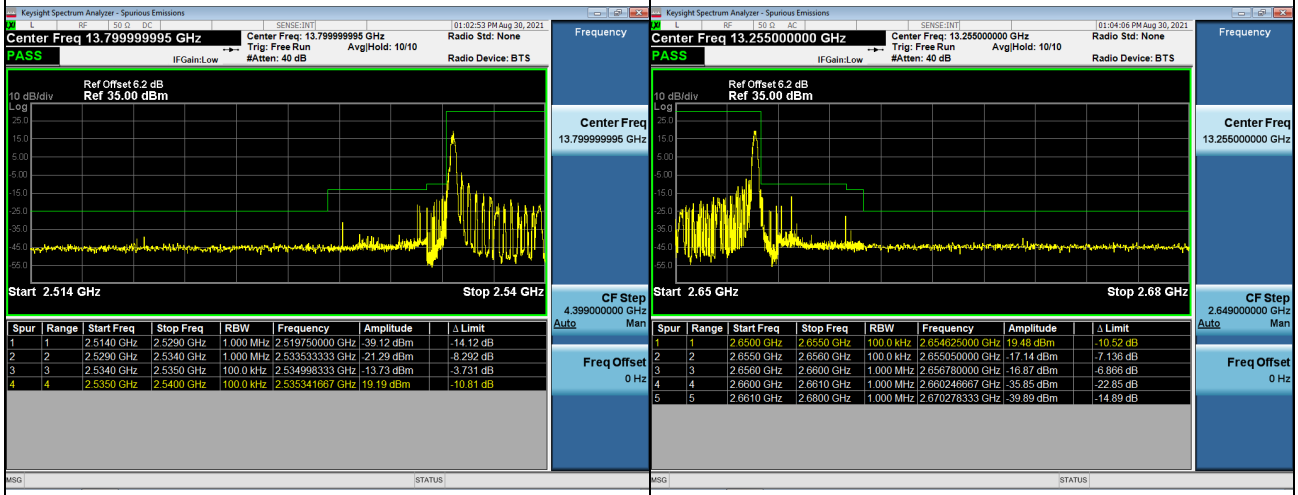 Keysight Spectrum Analyzer - Spurious Emissions
L RF 50 Ω DC SENSE:INT 01:02:53 PM Aug 30, 2021
Center Freq 13.799999995 GHz
Center Freq: 13.799999995 GHz
Radio Std: None
Trig: Free Run Avg|Hold: 10/10
PASS
IFGain:Low
#Atten: 40 dB
Radio Device: BTS
Ref Offset 6.2 dB
10 dB/div Ref 35.00 dBm
Log
25.0
15.0
5.00
-5.00
-15.0
-25.0
-35.0
-45.0
-55.0
Start 2.514 GHz Stop 2.54 GHz
Spur Range Start Freq Stop Freq RBW Frequency Amplitude Δ Limit
1 1 2.5140 GHz 2.5290 GHz 1.000 MHz 2.519750000 GHz -39.12 dBm -14.12 dB
2 2 2.5290 GHz 2.5340 GHz 1.000 MHz 2.533533333 GHz -21.29 dBm -8.292 dB
3 3 2.5340 GHz 2.5350 GHz 100.0 kHz 2.534998333 GHz -13.73 dBm -3.731 dB
4 4 2.5350 GHz 2.5400 GHz 100.0 kHz 2.535341667 GHz 19.19 dBm -10.81 dB
MSG STATUS
Frequency
Center Freq
13.799999995 GHz
CF Step
4.399000000 GHz
Auto Man
Freq Offset
0 Hz
Keysight Spectrum Analyzer - Spurious Emissions
L RF 50 Ω AC SENSE:INT 01:04:06 PM Aug 30, 2021
Center Freq 13.255000000 GHz
Center Freq: 13.255000000 GHz
Radio Std: None
Trig: Free Run Avg|Hold: 10/10
PASS
IFGain:Low
#Atten: 40 dB
Radio Device: BTS
Ref Offset 6.2 dB
10 dB/div Ref 35.00 dBm
Log
25.0
15.0
5.00
-5.00
-15.0
-25.0
-35.0
-45.0
-55.0
Start 2.65 GHz Stop 2.68 GHz
Spur Range Start Freq Stop Freq RBW Frequency Amplitude Δ Limit
1 1 2.6500 GHz 2.6550 GHz 100.0 kHz 2.654625000 GHz 19.48 dBm -10.52 dB
2 2 2.6550 GHz 2.6560 GHz 100.0 kHz 2.655050000 GHz -17.14 dBm -7.136 dB
3 3 2.6560 GHz 2.6600 GHz 1.000 MHz 2.656780000 GHz -16.87 dBm -6.866 dB
4 4 2.6600 GHz 2.6610 GHz 1.000 MHz 2.660246667 GHz -35.85 dBm -22.85 dB
5 5 2.6610 GHz 2.6800 GHz 1.000 MHz 2.670278333 GHz -39.89 dBm -14.89 dB
MSG STATUS
Frequency
Center Freq
13.255000000 GHz
CF Step
2.649000000 GHz
Auto Man
Freq Offset
0 Hz